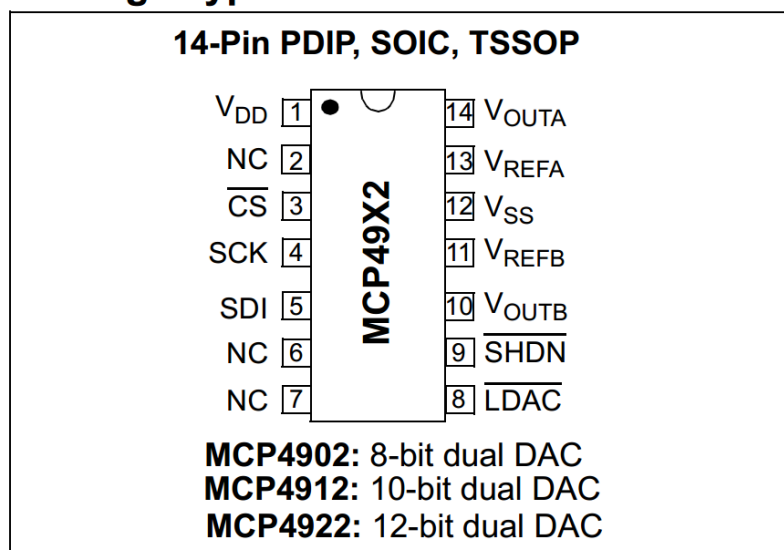 14-Pin PDIP, SOIC, TSSOP
VDD 1 14 VOUTA
NC 2 13 VREFA
CS 3 12 VSS
SCK 4 11 VREFB
SDI 5 10 VOUTB
NC 6 9 SHDN
NC 7 8 LDAC
MCP49X2
MCP4902: 8-bit dual DAC
MCP4912: 10-bit dual DAC
MCP4922: 12-bit dual DAC